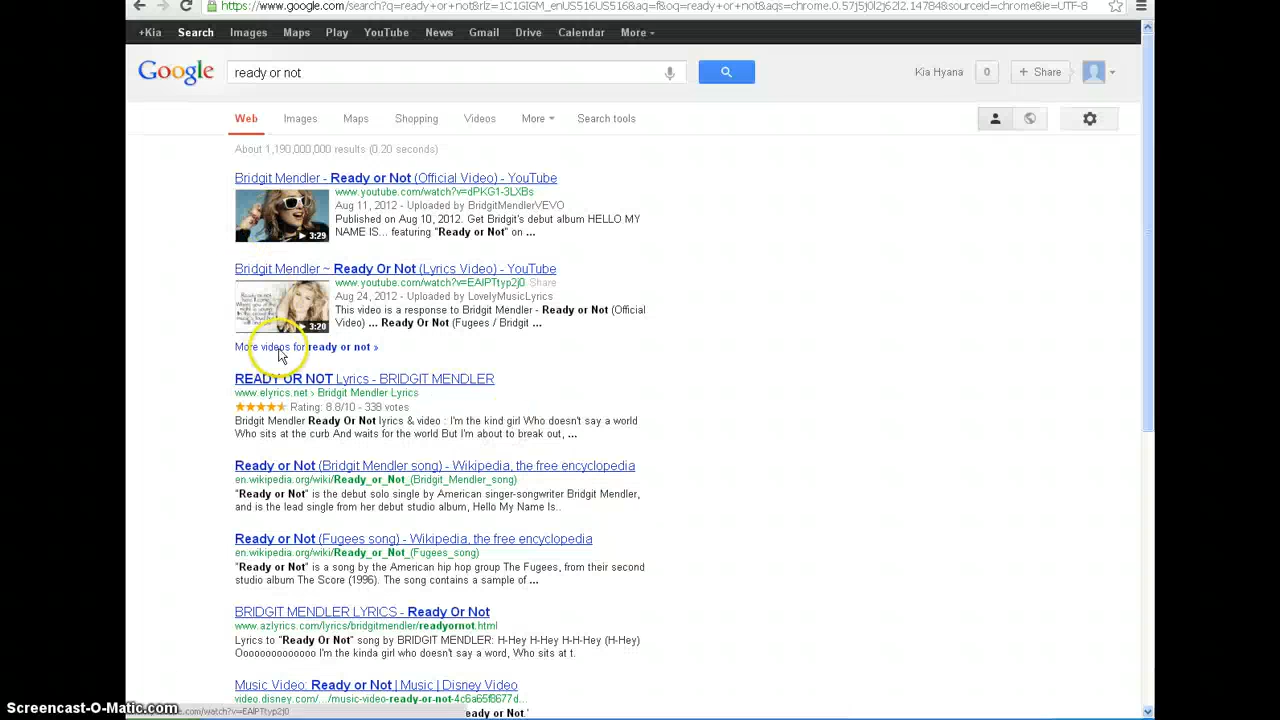 https://www.google.com/search?q=ready+or+not&rlz=1C1GIGM_enUS516US516&aq=f&oq=ready+or+not&aqs=chrome.0.57j5j0l2j62l2.14784&sourceid=chrome&ie=UTF-8
+Kia Search Images Maps Play YouTube News Gmail Drive Calendar More
Google ready or not Kia Hyana 0 + Share
Web Images Maps Shopping Videos More Search tools
About 1,190,000,000 results (0.20 seconds)
Bridgit Mendler - Ready or Not (Official Video) - YouTube
www.youtube.com/watch?v=dPKG1-3LXBs
Aug 11, 2012 - Uploaded by BridgitMendlerVEVO
Published on Aug 10, 2012. Get Bridgit's debut album HELLO MY
NAME IS... featuring "Ready or Not" on ...
3:29
Bridgit Mendler ~ Ready Or Not (Lyrics Video) - YouTube
www.youtube.com/watch?v=EAlPTtyp2j0 Share
Aug 24, 2012 - Uploaded by LovelyMusicLyrics
This video is a response to Bridgit Mendler - Ready or Not (Official
Video) ... Ready Or Not (Fugees / Bridgit ...
3:20
More videos for ready or not »
READY OR NOT Lyrics - BRIDGIT MENDLER
www.elyrics.net › Bridgit Mendler Lyrics
Rating: 8.8/10 - 338 votes
Bridgit Mendler Ready Or Not lyrics & video : I'm the kind girl Who doesn't say a world
Who sits at the curb And waits for the world But I'm about to break out, ...
Ready or Not (Bridgit Mendler song) - Wikipedia, the free encyclopedia
en.wikipedia.org/wiki/Ready_or_Not_(Bridgit_Mendler_song)
"Ready or Not" is the debut solo single by American singer-songwriter Bridgit Mendler,
and is the lead single from her debut studio album, Hello My Name Is..
Ready or Not (Fugees song) - Wikipedia, the free encyclopedia
en.wikipedia.org/wiki/Ready_or_Not_(Fugees_song)
"Ready or Not" is a song by the American hip hop group The Fugees, from their second
studio album The Score (1996). The song contains a sample of ...
BRIDGIT MENDLER LYRICS - Ready Or Not
www.azlyrics.com/lyrics/bridgitmendler/readyornot.html
Lyrics to "Ready Or Not" song by BRIDGIT MENDLER: H-Hey H-Hey H-H-Hey (H-Hey)
Ooooooooooooo I'm the kinda girl who doesn't say a word, Who sits at t.
Music Video: Ready or Not | Music | Disney Video
video.disney.com/.../music-video-ready-or-not-4c6a65f8677d...
eady or Not.'
Screencast-O-Matic.com